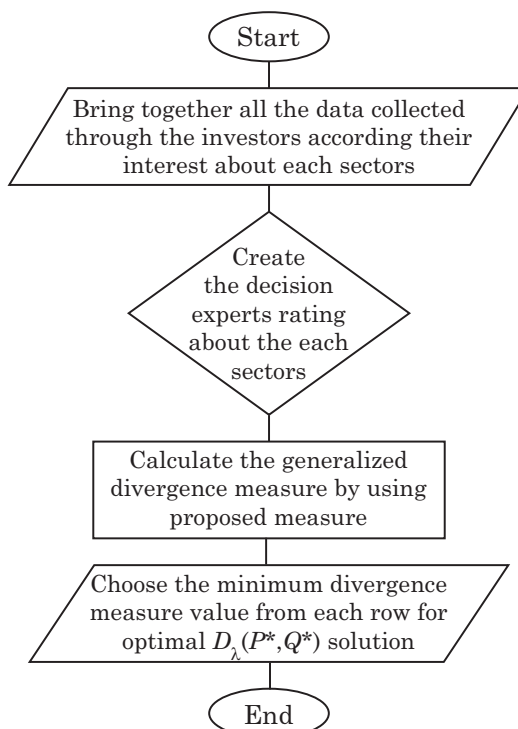 Start
Bring together all the data collected
through the investors according their
interest about each sectors
Create
the decision
experts rating
about the each
sectors
Calculate the generalized
divergence measure by using
proposed measure
Choose the minimum divergence
measure value from each row for
optimal D_λ(P*,Q*) solution
End